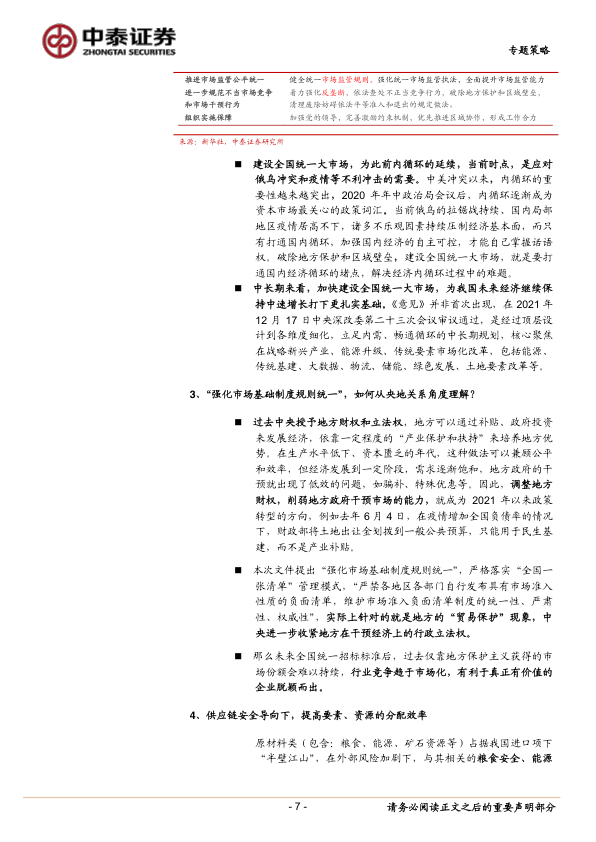 中泰证券
ZHONGTAI SECURITIES
专题策略
推进市场监管公平统一 健全统一市场监管规则，强化统一市场监管执法，全面提升市场监管能力
进一步规范不当市场竞争 着力强化反垄断，依法查处不正当竞争行为，破除地方保护和区域壁垒，
和市场干预行为 清理废除妨碍依法平等准入和退出的规定做法。
组织实施保障 加强党的领导，完善激励约束机制，优先推进区域协作，形成工作合力
来源：新华社，中泰证券研究所
■ 建设全国统一大市场，为此前内循环的延续，当前时点，是应对
俄乌冲突和疫情等不利冲击的需要。中美冲突以来，内循环的重
要性越来越突出，2020 年年中政治局会议后，内循环逐渐成为
资本市场最关心的政策词汇。当前俄乌的拉锯战持续、国内局部
地区疫情居高不下，诸多不乐观因素持续压制经济基本面，而只
有打通国内循环，加强国内经济的自主可控，才能自己掌握话语
权。破除地方保护和区域壁垒，建设全国统一大市场，就是要打
通国内经济循环的堵点，解决经济内循环过程中的难题。
■ 中长期来看，加快建设全国统一大市场，为我国未来经济继续保
持中速增长打下更扎实基础。《意见》并非首次出现，在 2021 年
12 月 17 日中央深改委第二十三次会议审议通过，是经过顶层设
计到各维度细化，立足内需、畅通循环的中长期规划，核心聚焦
在战略新兴产业、能源升级、传统要素市场化改革，包括能源、
传统基建、大数据、物流、储能、绿色发展、土地要素改革等。
3、“强化市场基础制度规则统一”，如何从央地关系角度理解？
■ 过去中央授予地方财权和立法权，地方可以通过补贴、政府投资
来发展经济，依靠一定程度的“产业保护和扶持”来培养地方优
势。在生产水平低下、资本匮乏的年代，这种做法可以兼顾公平
和效率，但经济发展到一定阶段，需求逐渐饱和，地方政府的干
预就出现了低效的问题，如骗补、特殊优惠等。因此，调整地方
财权，削弱地方政府干预市场的能力，就成为 2021 年以来政策
转型的方向，例如去年 6 月 4 日，在疫情增加全国负债率的情况
下，财政部将土地出让金划拨到一般公共预算，只能用于民生基
建，而不是产业补贴。
■ 本次文件提出“强化市场基础制度规则统一”，严格落实“全国一
张清单”管理模式，“严禁各地区各部门自行发布具有市场准入
性质的负面清单，维护市场准入负面清单制度的统一性、严肃
性、权威性”，实际上针对的就是地方的“贸易保护”现象，中
央进一步收紧地方在干预经济上的行政立法权。
■ 那么未来全国统一招标标准后，过去仅靠地方保护主义获得的市
场份额会难以持续，行业竞争趋于市场化，有利于真正有价值的
企业脱颖而出。
4、供应链安全导向下，提高要素、资源的分配效率
原材料类（包含：粮食、能源、矿石资源等）占据我国进口项下
“半壁江山”，在外部风险加剧下，与其相关的粮食安全、能源
- 7 -
请务必阅读正文之后的重要声明部分